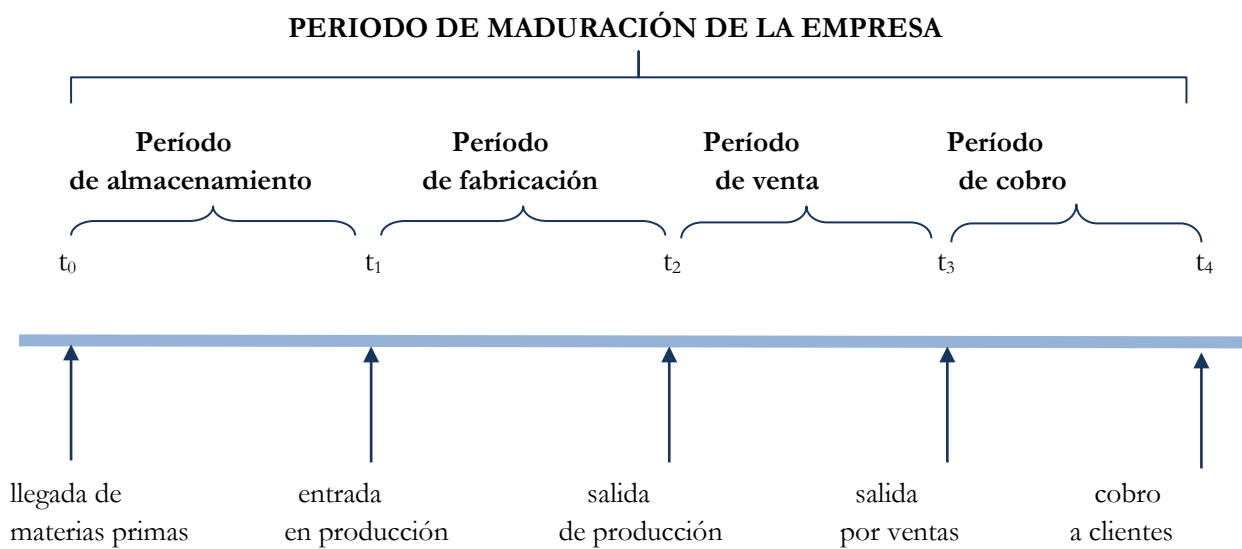 PERIODO DE MADURACIÓN DE LA EMPRESA
Período
de almacenamiento
Período
de fabricación
Período
de venta
Período
de cobro
t₀
t₁
t₂
t₃
t₄
llegada de
materias primas
entrada
en producción
salida
de producción
salida
por ventas
cobro
a clientes